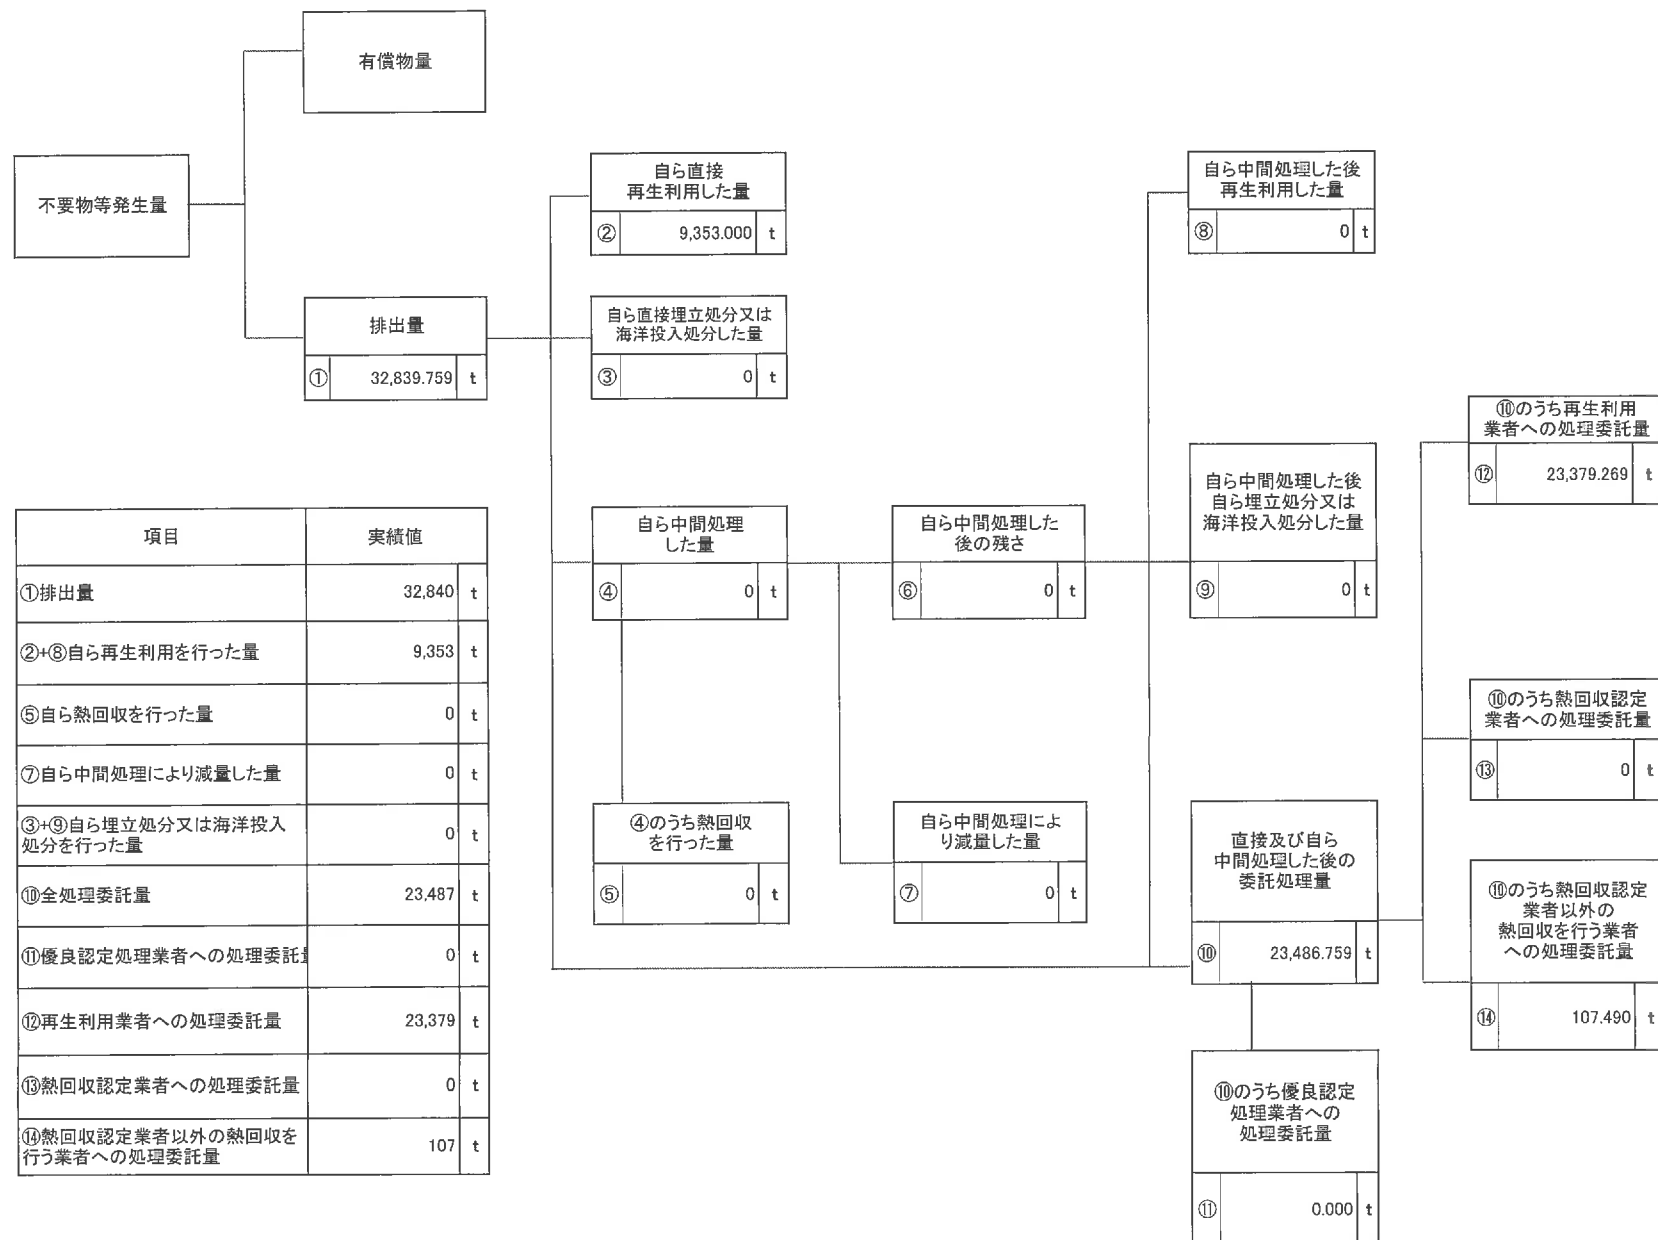 有償物量
不要物等発生量
排出量
① 32,839.759 t
自ら直接
再生利用した量
② 9,353.000 t
自ら直接埋立処分又は
海洋投入処分した量
③ 0 t
自ら中間処理
した量
④ 0 t
④のうち熱回収
を行った量
⑤ 0 t
自ら中間処理した
後の残さ
⑥ 0 t
自ら中間処理によ
り減量した量
⑦ 0 t
自ら中間処理した後
再生利用した量
⑧ 0 t
自ら中間処理した後
自ら埋立処分又は
海洋投入処分した量
⑨ 0 t
直接及び自ら
中間処理した後の
委託処理量
⑩ 23,486.759 t
⑩のうち優良認定
処理業者への
処理委託量
⑪ 0.000 t
⑩のうち再生利用
業者への処理委託量
⑫ 23,379.269 t
⑩のうち熱回収認定
業者への処理委託量
⑬ 0 t
⑩のうち熱回収認定
業者以外の
熱回収を行う業者
への処理委託量
⑭ 107.490 t
項目 実績値
①排出量 32,840 t
②+⑧自ら再生利用を行った量 9,353 t
⑤自ら熱回収を行った量 0 t
⑦自ら中間処理により減量した量 0 t
③+⑨自ら埋立処分又は海洋投入
処分を行った量 0 t
⑩全処理委託量 23,487 t
⑪優良認定処理業者への処理委託 0 t
⑫再生利用業者への処理委託量 23,379 t
⑬熱回収認定業者への処理委託量 0 t
⑭熱回収認定業者以外の熱回収を
行う業者への処理委託量 107 t